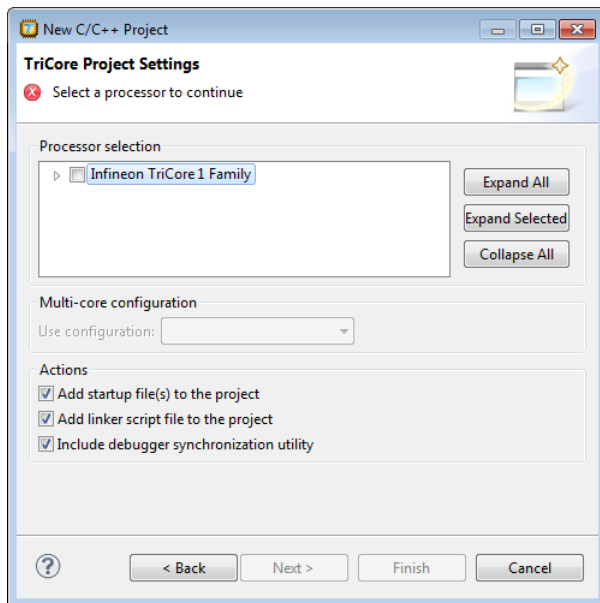 New C/C++ Project
TriCore Project Settings
Select a processor to continue
Processor selection
Infineon TriCore 1 Family
Expand All
Expand Selected
Collapse All
Multi-core configuration
Use configuration:
Actions
Add startup file(s) to the project
Add linker script file to the project
Include debugger synchronization utility
?
< Back
Next >
Finish
Cancel